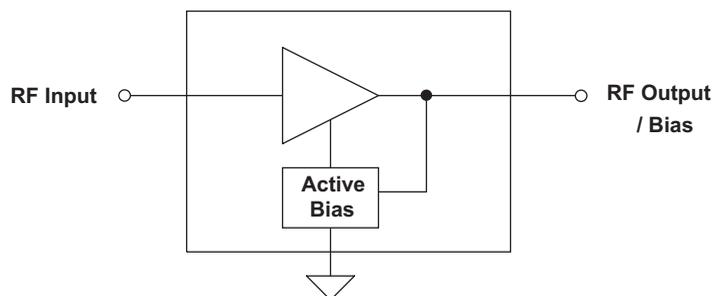 RF Input
RF Output
/ Bias
Active
Bias